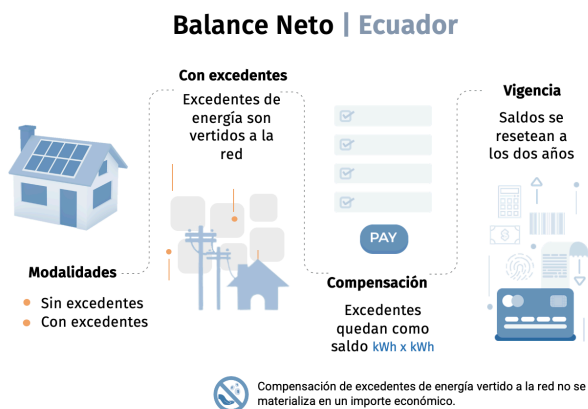 Balance Neto | Ecuador
Modalidades
Sin excedentes
Con excedentes
Con excedentes
Excedentes de
energía son
vertidos a la
red
PAY
Compensación
Excedentes
quedan como
saldo kWh x kWh
Vigencia
Saldos se
resetean a
los dos años
Compensación de excedentes de energía vertido a la red no se
materializa en un importe económico.